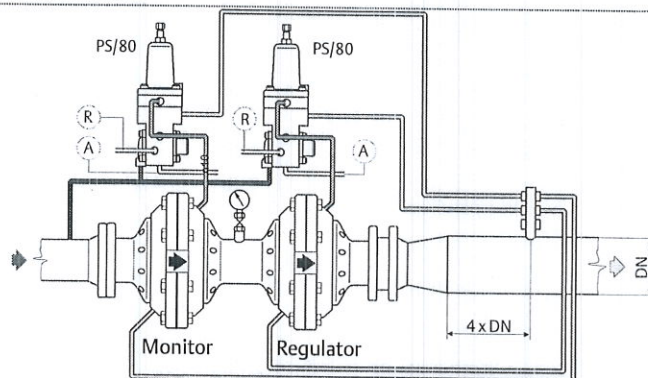 PS/80
PS/80
R
R
A
A
Monitor
Regulator
4 x DN
DN